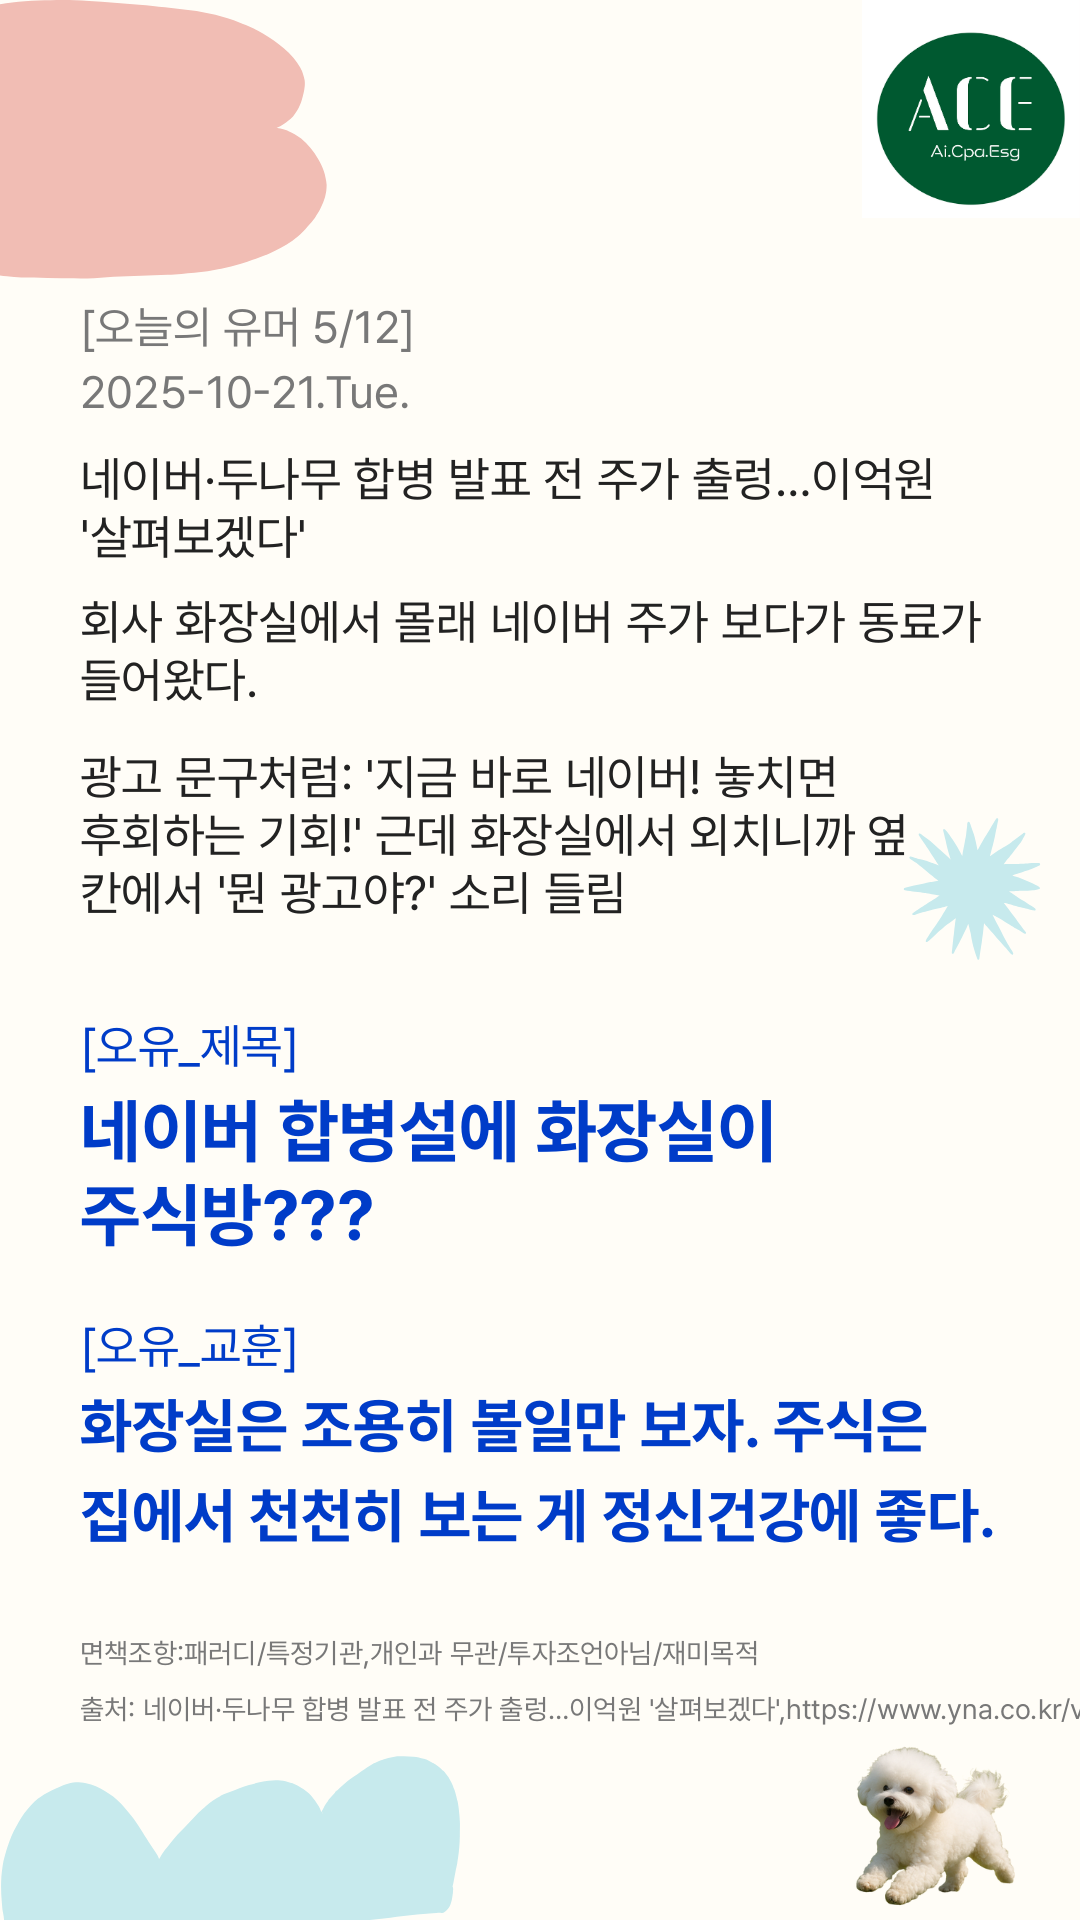 ACE
Ai.Cpa.Esg
[오늘의 유머 5/12]
2025-10-21.Tue.
네이버·두나무 합병 발표 전 주가 출렁…이억원
'살펴보겠다'
회사 화장실에서 몰래 네이버 주가 보다가 동료가
들어왔다.
광고 문구처럼: '지금 바로 네이버! 놓치면
후회하는 기회!' 근데 화장실에서 외치니까 옆
칸에서 '뭔 광고야?' 소리 들림
[오유_제목]
네이버 합병설에 화장실이
주식방???
[오유_교훈]
화장실은 조용히 볼일만 보자. 주식은
집에서 천천히 보는 게 정신건강에 좋다.
면책조항:패러디/특정기관,개인과 무관/투자조언아님/재미목적
출처: 네이버·두나무 합병 발표 전 주가 출렁…이억원 '살펴보겠다',https://www.yna.co.kr/v